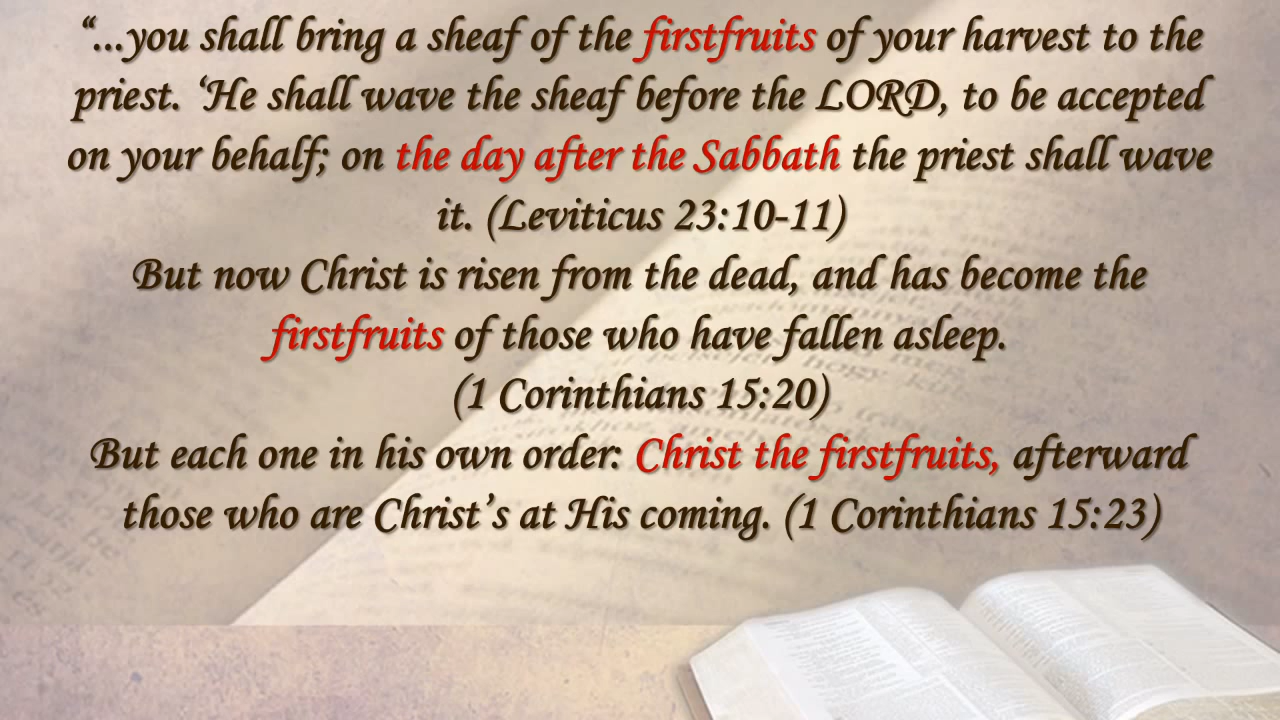 “...you shall bring a sheaf of the firstfruits of your harvest to the
priest. ‘He shall wave the sheaf before the LORD, to be accepted
on your behalf; on the day after the Sabbath the priest shall wave
it. (Leviticus 23:10-11)
But now Christ is risen from the dead, and has become the
firstfruits of those who have fallen asleep.
(1 Corinthians 15:20)
But each one in his own order: Christ the firstfruits, afterward
those who are Christ’s at His coming. (1 Corinthians 15:23)